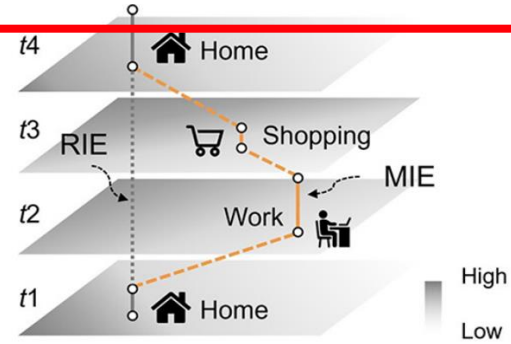 t4
Home
t3
Shopping
RIE
MIE
t2
Work
t1
Home
High
Low